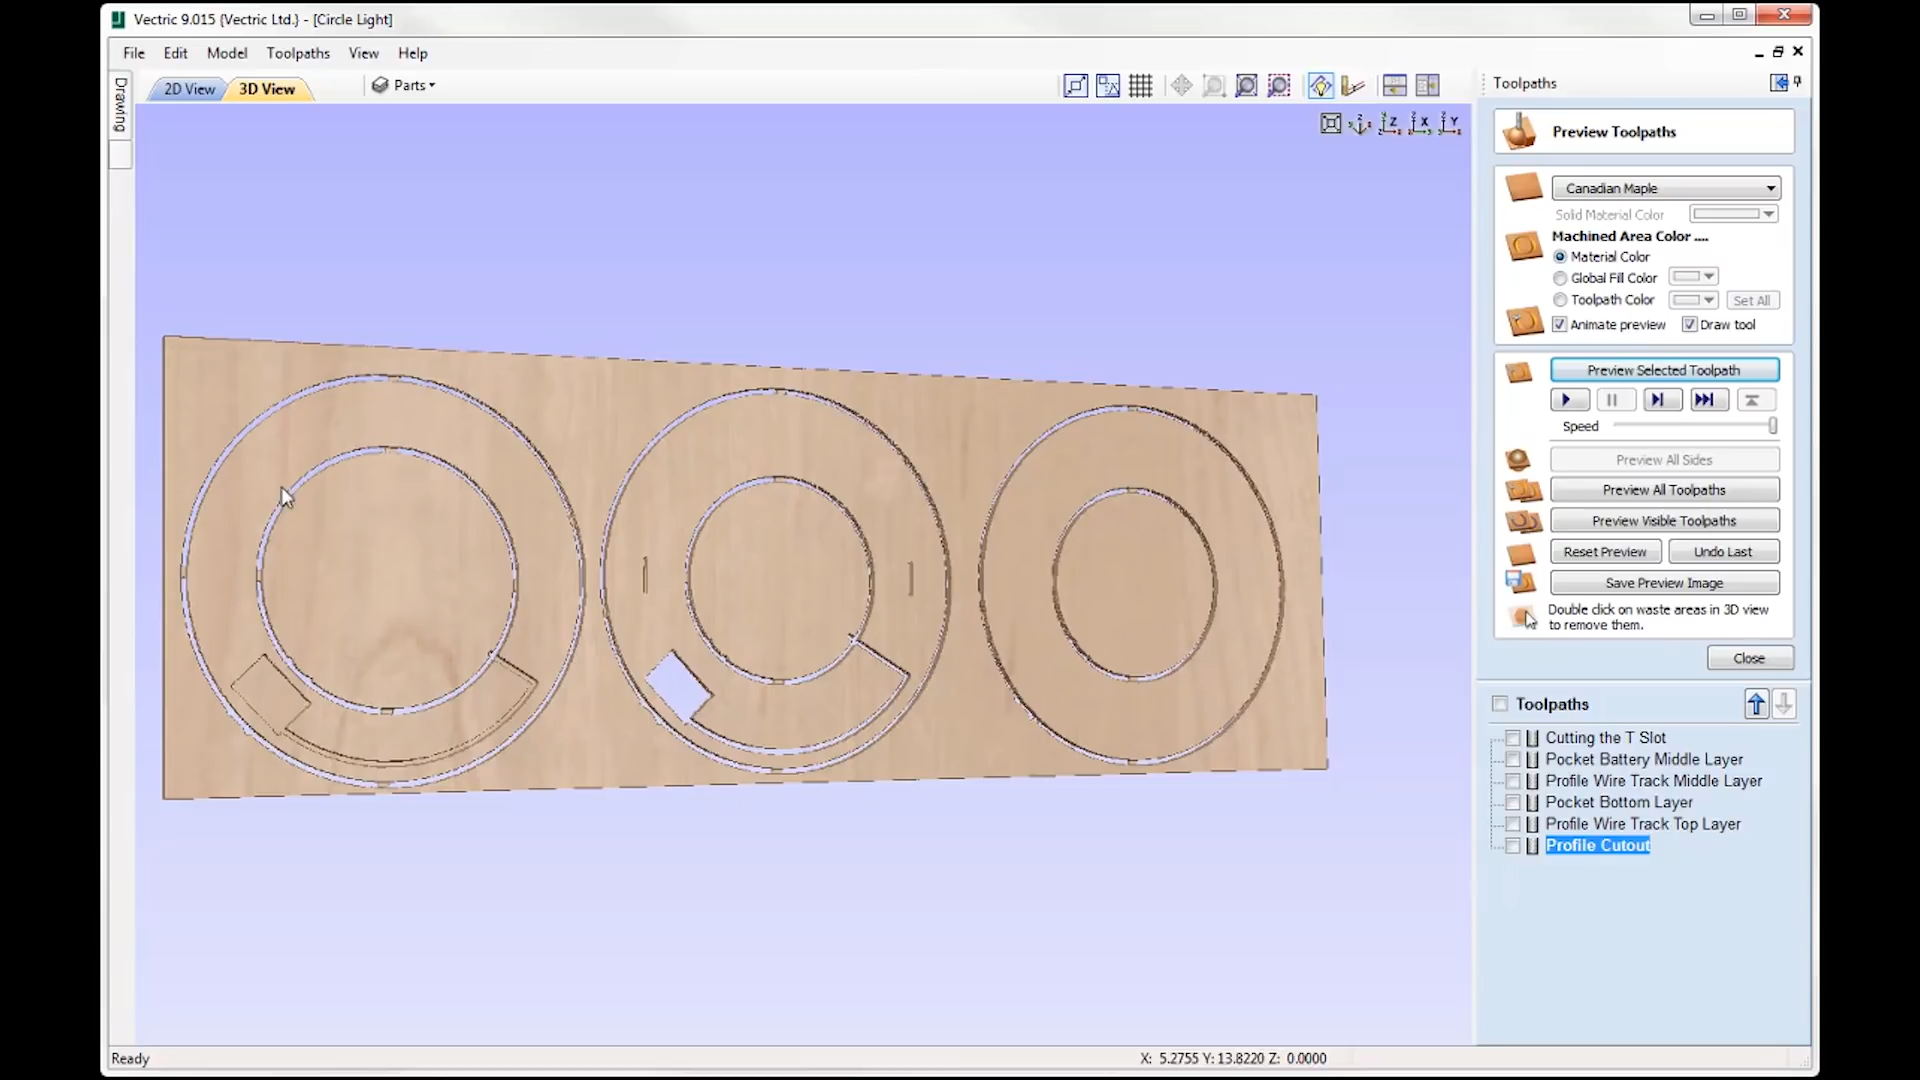 Vectric 9.015 {Vectric Ltd.} - [Circle Light]
File Edit Model Toolpaths View Help
Drawing
2D View 3D View Parts
Toolpaths
Z X Y
Preview Toolpaths
Canadian Maple
Solid Material Color
Machined Area Color ....
Material Color
Global Fill Color
Toolpath Color Set All
Animate preview Draw tool
Preview Selected Toolpath
Speed
Preview All Sides
Preview All Toolpaths
Preview Visible Toolpaths
Reset Preview Undo Last
Save Preview Image
Double click on waste areas in 3D view
to remove them.
Close
Toolpaths
Cutting the T Slot
Pocket Battery Middle Layer
Profile Wire Track Middle Layer
Pocket Bottom Layer
Profile Wire Track Top Layer
Profile Cutout
Ready X: 5.2755 Y: 13.8220 Z: 0.0000